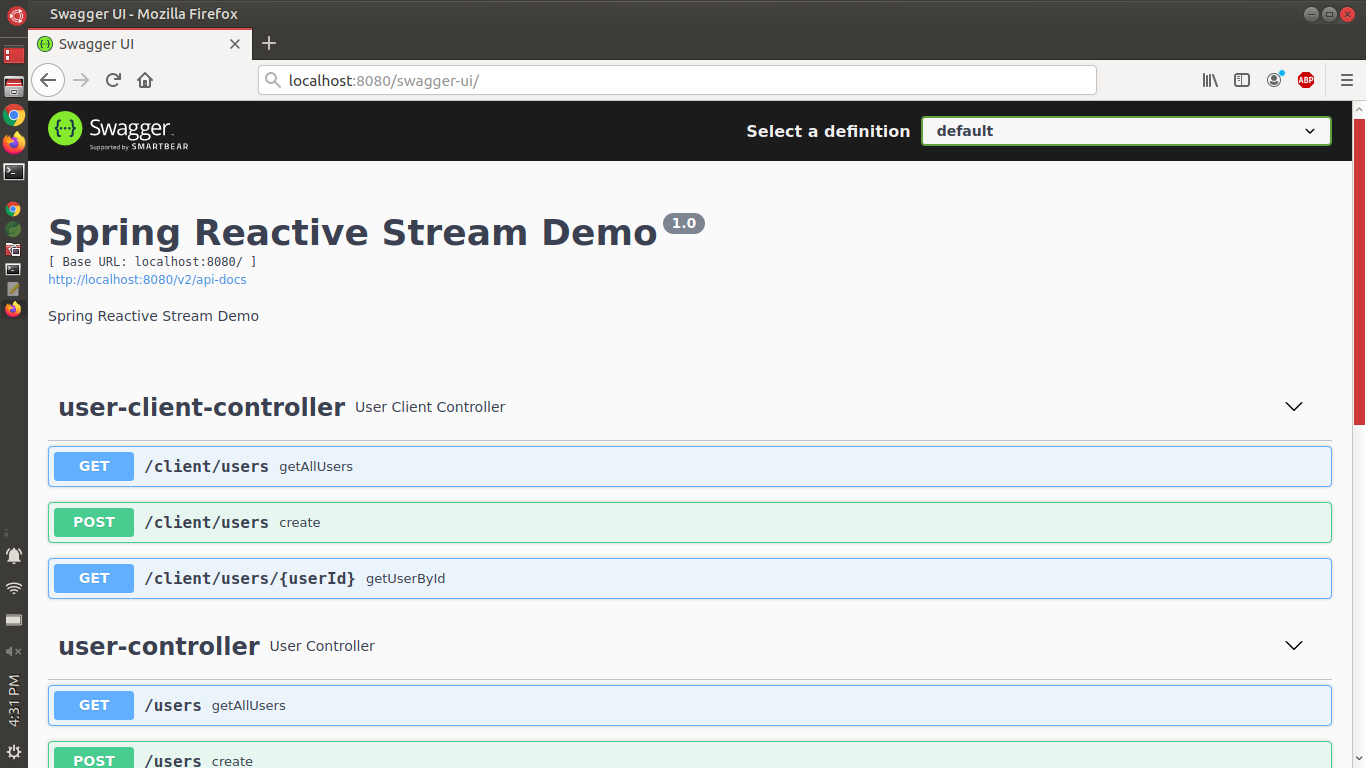 Swagger UI - Mozilla Firefox
Swagger UI
localhost:8080/swagger-ui/
ABP
Swagger.
Supported by SMARTBEAR
Select a definition
default
Spring Reactive Stream Demo 1.0
[ Base URL: localhost:8080/ ]
http://localhost:8080/v2/api-docs
Spring Reactive Stream Demo
user-client-controller User Client Controller
GET /client/users getAllUsers
POST /client/users create
GET /client/users/{userId} getUserById
user-controller User Controller
GET /users getAllUsers
POST /users create
4:31 PM